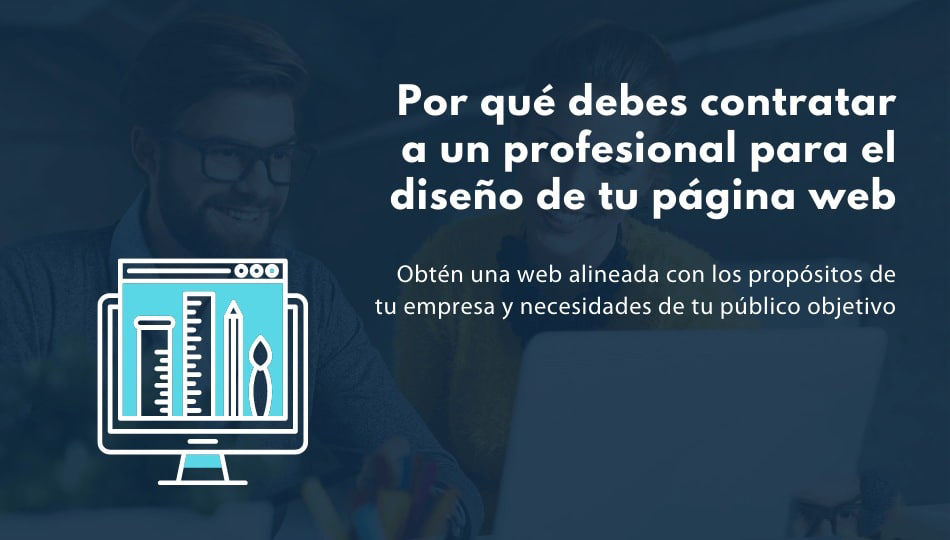 Por qué debes contratar
a un profesional para el
diseño de tu página web
Obtén una web alineada con los propósitos de
tu empresa y necesidades de tu público objetivo